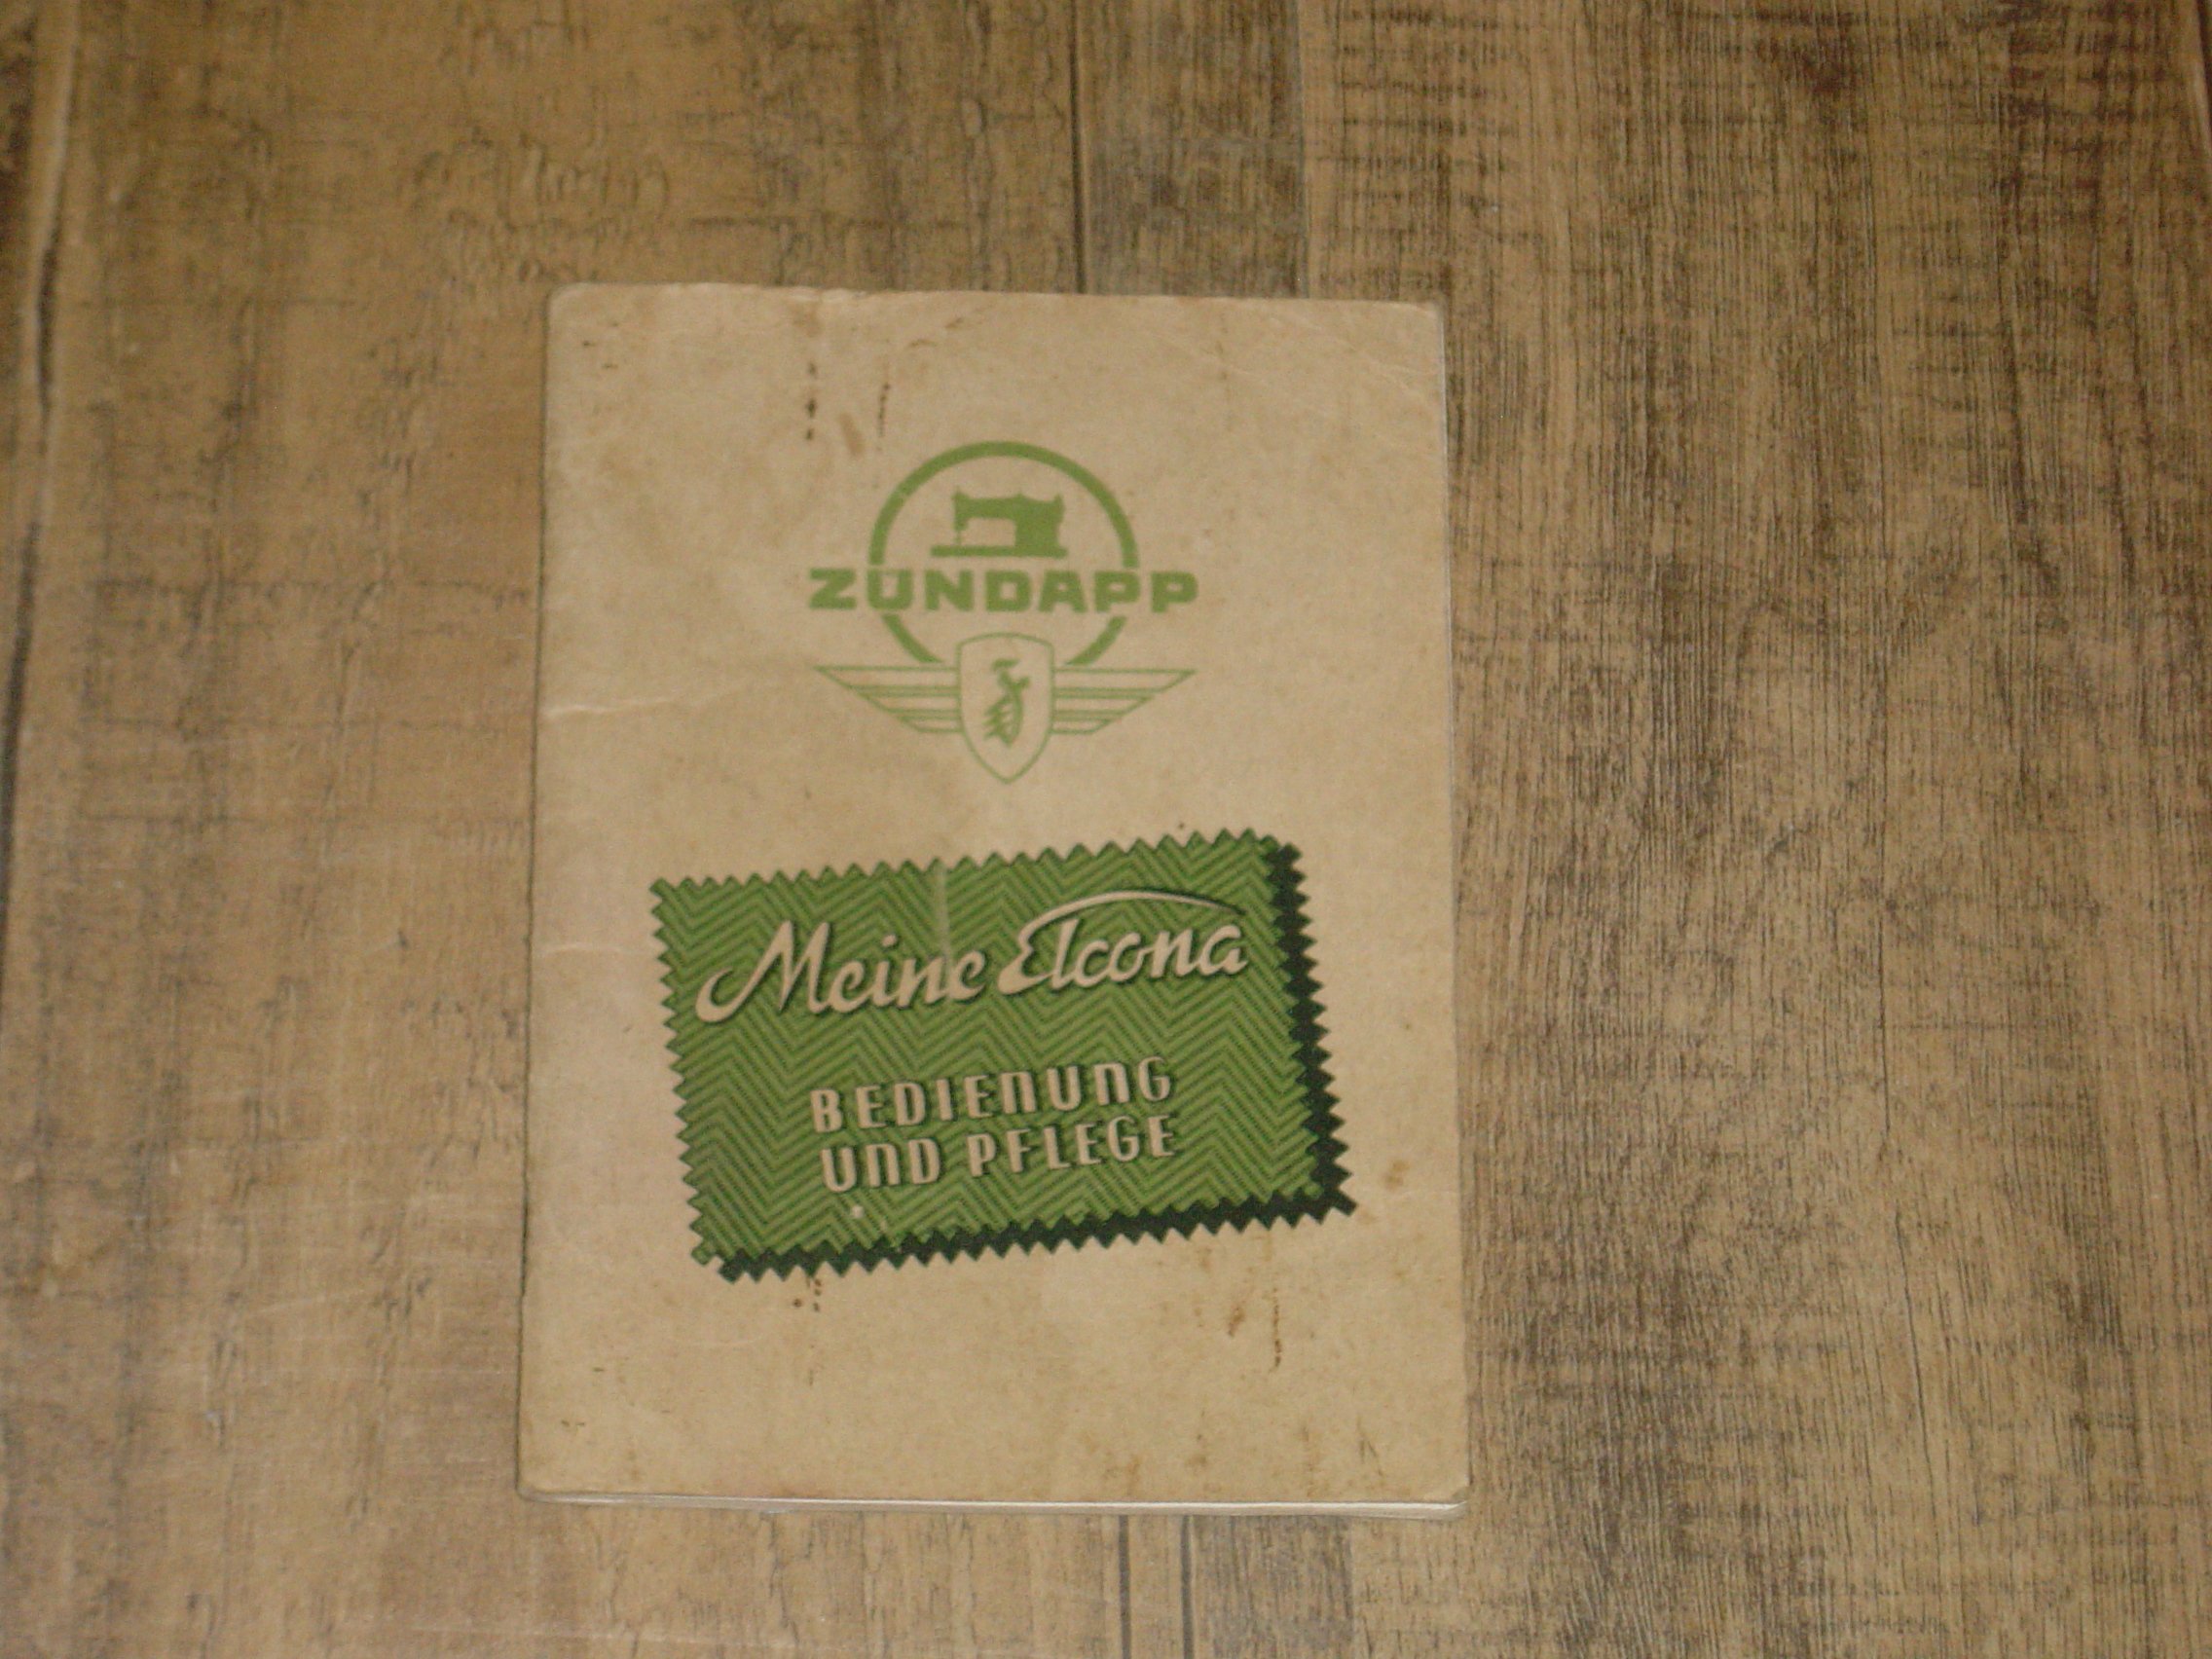 ZÜNDAPP
Meine Elcona
BEDIENUNG
UND PFLEGE